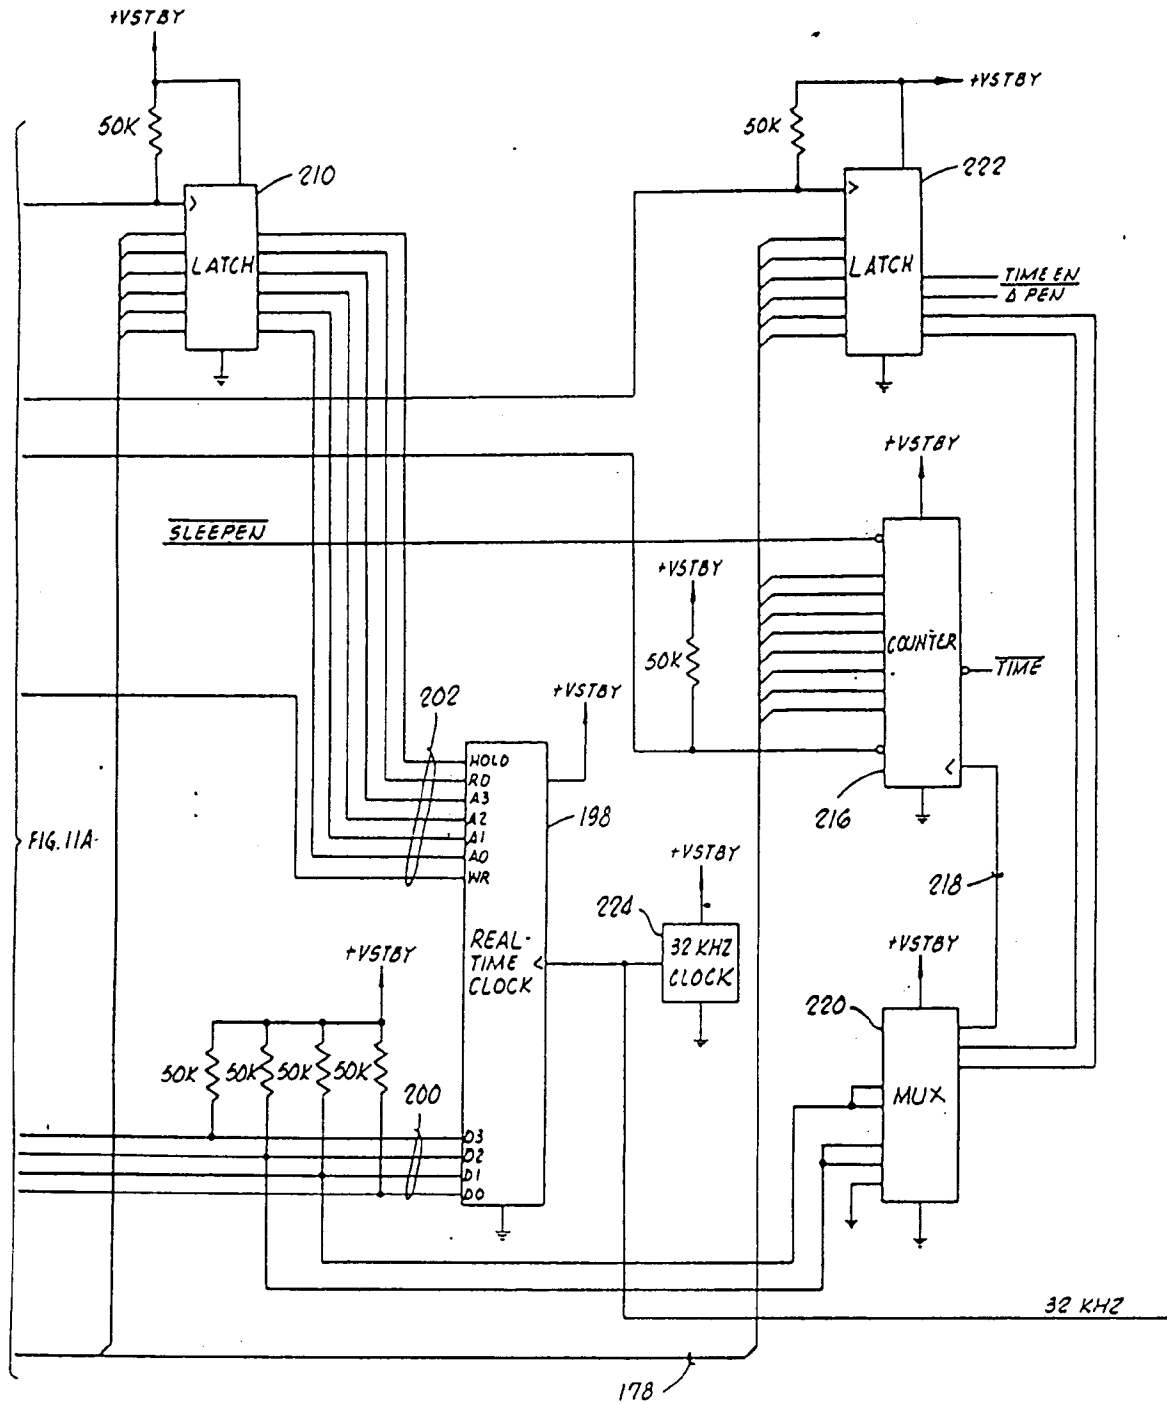 +VSTBY
+VSTBY
50K
50K
210
222
LATCH
LATCH
TIME EN
Δ PEN
+VSTBY
SLEEPEN
+VSTBY
50K
COUNTER
TIME
202
+VSTBY
HOLD
RD
A3
A2
A1
A0
WR
198
216
FIG. 11A
+VSTBY
218
224
REAL-
TIME
CLOCK
32 KHZ
CLOCK
+VSTBY
+VSTBY
220
50K
50K
50K
50K
200
MUX
D3
D2
D1
D0
32 KHZ
178